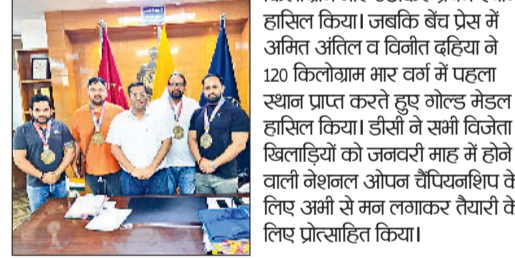 हासिल किया। जबकि बेंच प्रेस में
अमित अंतिल व विनीत दहिया ने
120 किलोग्राम भार वर्ग में पहला
स्थान प्राप्त करते हुए गोल्ड मेडल
हासिल किया। डीसी ने सभी विजेता
खिलाड़ियों को जनवरी माह में होने
वाली नेशनल ओपन चैंपियनशिप के
लिए अभी से मन लगाकर तैयारी के
लिए प्रोत्साहित किया।